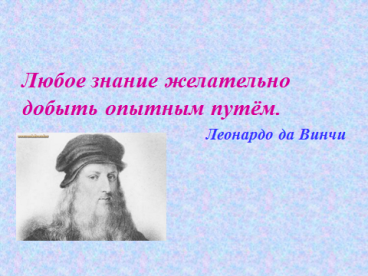 Любое знание желательно
добыть опытным путём.
Леонардо да Винчи